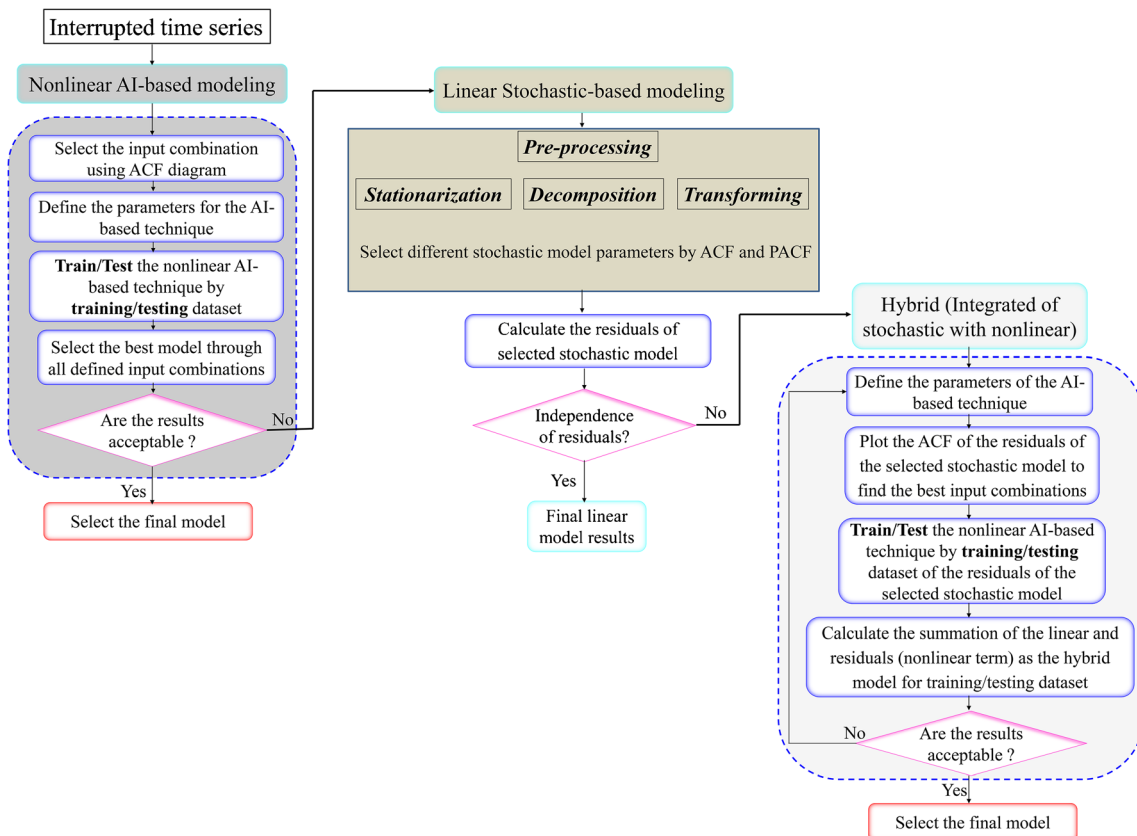 Interrupted time series
Nonlinear AI-based modeling
Select the input combination
using ACF diagram
Define the parameters for the AI-
based technique
Train/Test the nonlinear AI-
based technique by
training/testing dataset
Select the best model through
all defined input combinations
Are the results
acceptable ?
No
Yes
Select the final model
Linear Stochastic-based modeling
Pre-processing
Stationarization
Decomposition
Transforming
Select different stochastic model parameters by ACF and PACF
Calculate the residuals of
selected stochastic model
Independence
of residuals?
No
Yes
Final linear
model results
Hybrid (Integrated of
stochastic with nonlinear)
Define the parameters of the AI-
based technique
Plot the ACF of the residuals of
the selected stochastic model to
find the best input combinations
Train/Test the nonlinear AI-based
technique by training/testing
dataset of the residuals of the
selected stochastic model
Calculate the summation of the linear and
residuals (nonlinear term) as the hybrid
model for training/testing dataset
No
Are the results
acceptable ?
Yes
Select the final model